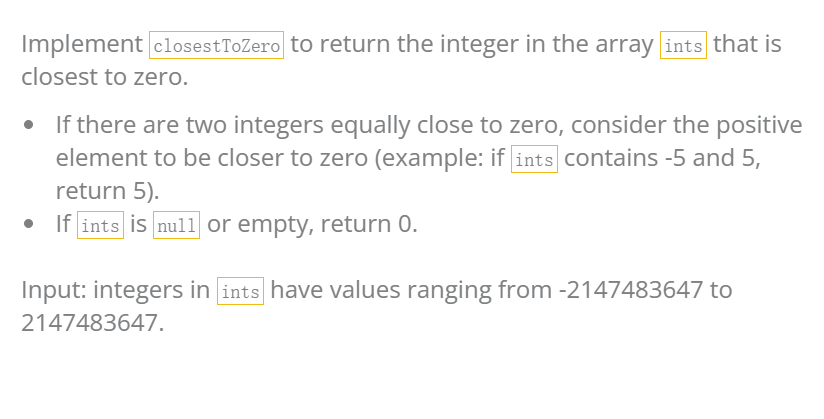 Implement closestToZero to return the integer in the array ints that is
closest to zero.
• If there are two integers equally close to zero, consider the positive
element to be closer to zero (example: if ints contains -5 and 5,
return 5).
• If ints is null or empty, return 0.
Input: integers in ints have values ranging from -2147483647 to
2147483647.